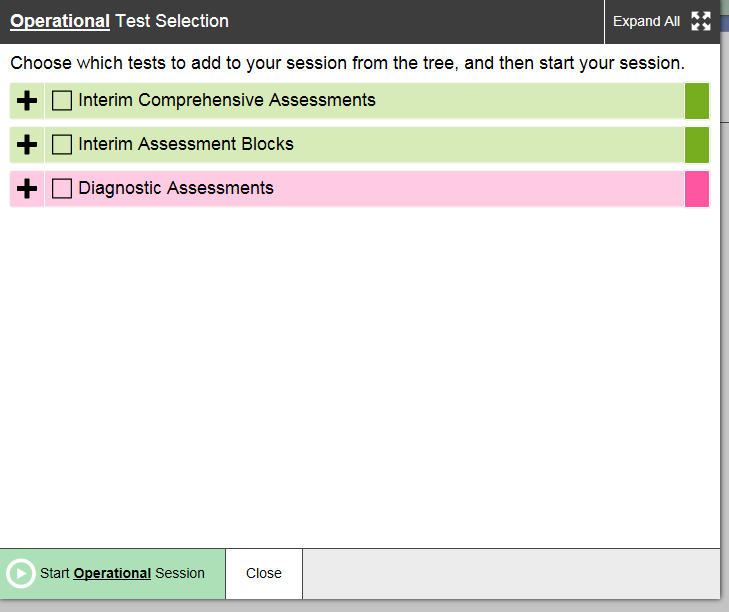 Operational Test Selection
Expand All
Choose which tests to add to your session from the tree, and then start your session.
Interim Comprehensive Assessments
Interim Assessment Blocks
Diagnostic Assessments
Start Operational Session
Close